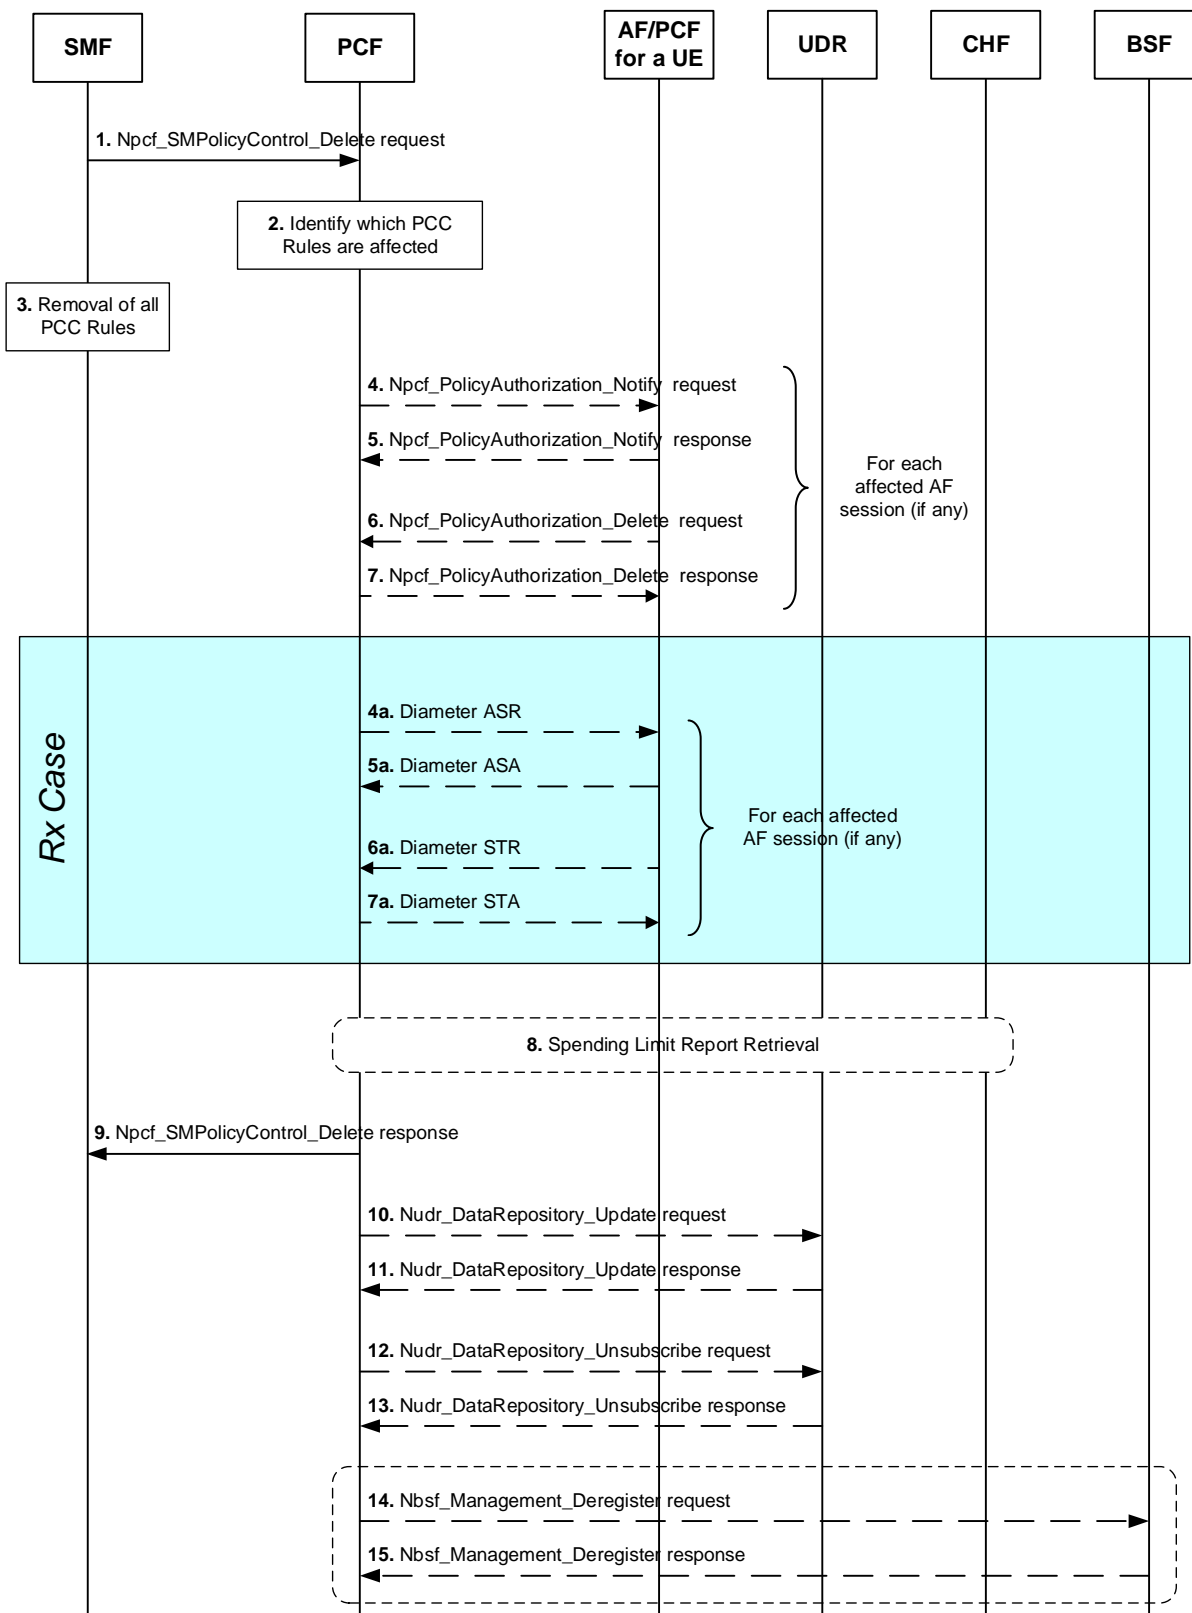 SMF
PCF
AF/PCF
for a UE
UDR
CHF
BSF
1. Npcf_SMPolicyControl_Delete request
2. Identify which PCC
Rules are affected
3. Removal of all
PCC Rules
4. Npcf_PolicyAuthorization_Notify request
5. Npcf_PolicyAuthorization_Notify response
For each
affected AF
session (if any)
6. Npcf_PolicyAuthorization_Delete request
7. Npcf_PolicyAuthorization_Delete response
Rx Case
4a. Diameter ASR
5a. Diameter ASA
For each affected
AF session (if any)
6a. Diameter STR
7a. Diameter STA
8. Spending Limit Report Retrieval
9. Npcf_SMPolicyControl_Delete response
10. Nudr_DataRepository_Update request
11. Nudr_DataRepository_Update response
12. Nudr_DataRepository_Unsubscribe request
13. Nudr_DataRepository_Unsubscribe response
14. Nbsf_Management_Deregister request
15. Nbsf_Management_Deregister response